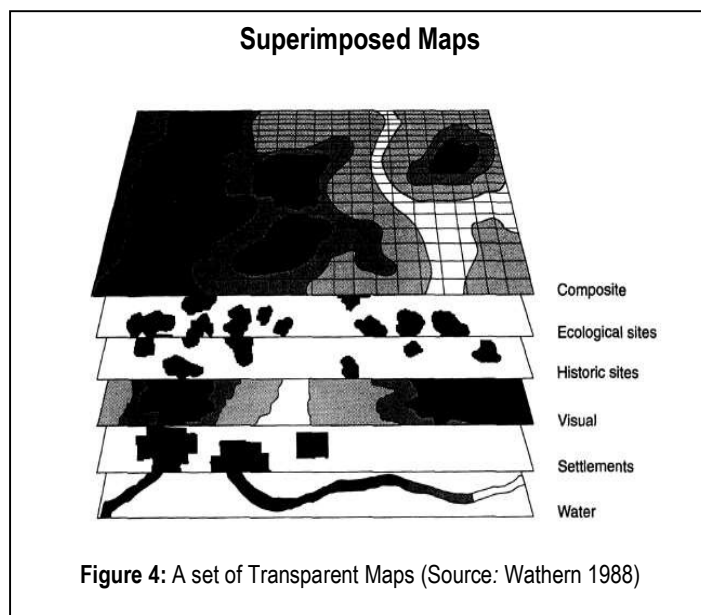 Superimposed Maps
Composite
Ecological sites
Historic sites
Visual
Settlements
Water
Figure 4: A set of Transparent Maps (Source: Wathern 1988)